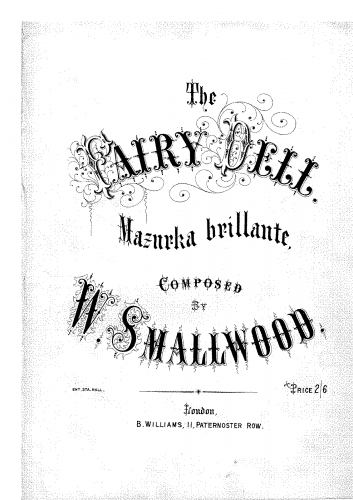 The
FAIRY DELL.
Mazurka brillante,
COMPOSED
BY
W. SMALLWOOD.
ENT. STA. HALL.
PRICE 2/6
London,
B. WILLIAMS, 11, PATERNOSTER ROW.